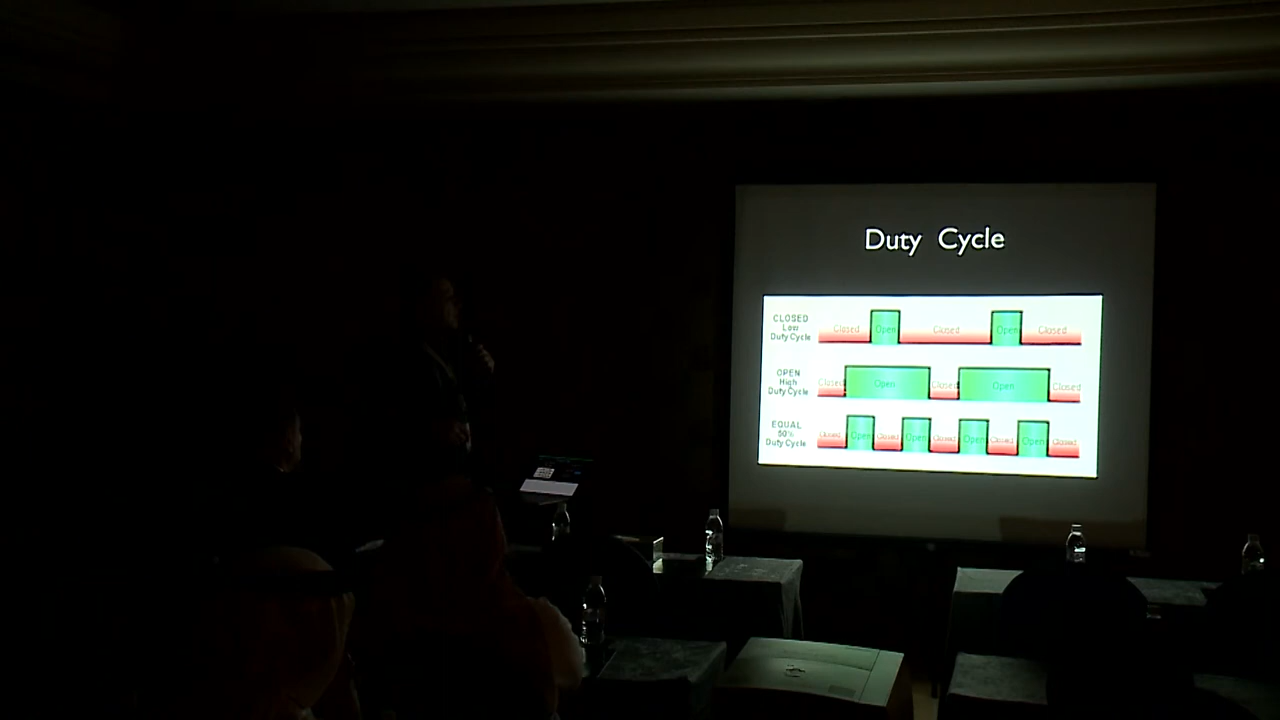 Duty Cycle
CLOSED
Low
Duty Cycle
Closed Open Closed Open Closed
OPEN
High
Duty Cycle
Closed Open Closed Open Closed
EQUAL
50%
Duty Cycle
Closed Open Closed Open Closed Open Closed Open Closed